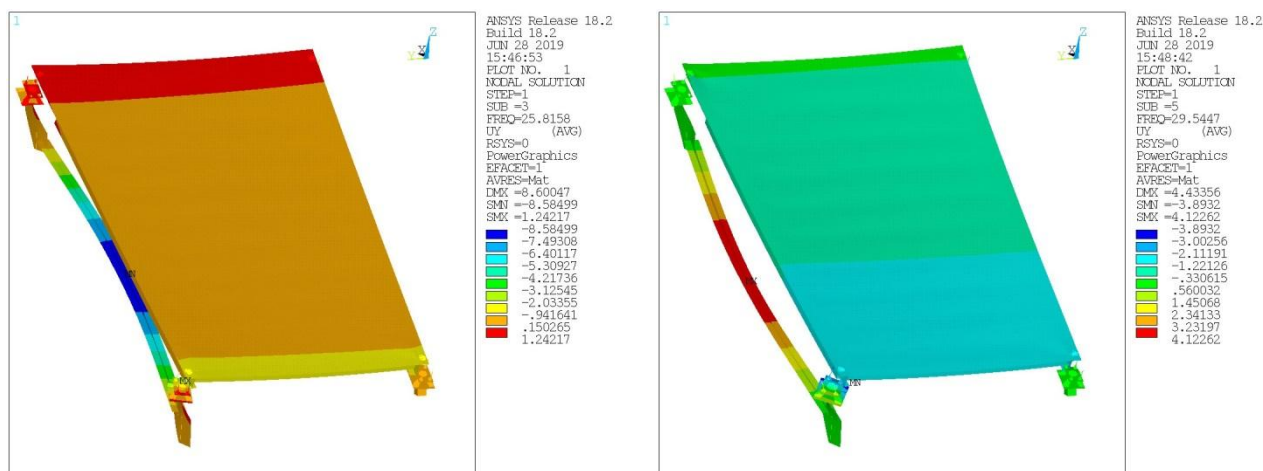 1
ANSYS Release 18.2
Build 18.2
JUN 28 2019
15:46:53
PLOT NO.   1
NODAL SOLUTION
STEP=1
SUB =3
FREQ=25.8158
UY       (AVG)
RSYS=0
PowerGraphics
EFACET=1
AVRES=Mat
DMX =8.60047
SMN =-8.58499
SMX =1.24217
-8.58499
-7.49308
-6.40117
-5.30927
-4.21736
-3.12545
-2.03355
-.941641
.150265
1.24217
Z
Y X
MN
MX
1
ANSYS Release 18.2
Build 18.2
JUN 28 2019
15:48:42
PLOT NO.   1
NODAL SOLUTION
STEP=1
SUB =5
FREQ=29.5447
UY       (AVG)
RSYS=0
PowerGraphics
EFACET=1
AVRES=Mat
DMX =4.43356
SMN =-3.8932
SMX =4.12262
-3.8932
-3.00256
-2.11191
-1.22126
-.330615
.560032
1.45068
2.34133
3.23197
4.12262
Z
Y X
MX
MN